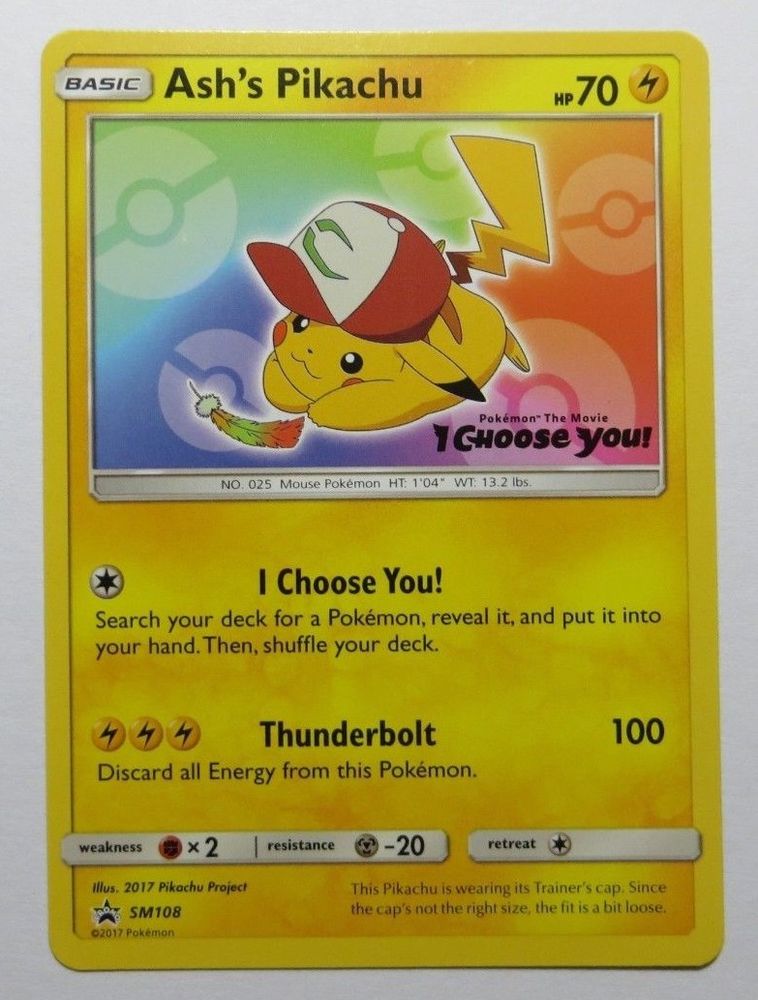 BASIC Ash's Pikachu HP 70
Pokémon™ The Movie
I CHOOSE YOU!
NO. 025 Mouse Pokémon HT: 1'04" WT: 13.2 lbs.
I Choose You!
Search your deck for a Pokémon, reveal it, and put it into
your hand. Then, shuffle your deck.
Thunderbolt 100
Discard all Energy from this Pokémon.
weakness ×2 resistance -20 retreat
Illus. 2017 Pikachu Project
SM108
©2017 Pokémon
This Pikachu is wearing its Trainer's cap. Since
the cap's not the right size, the fit is a bit loose.